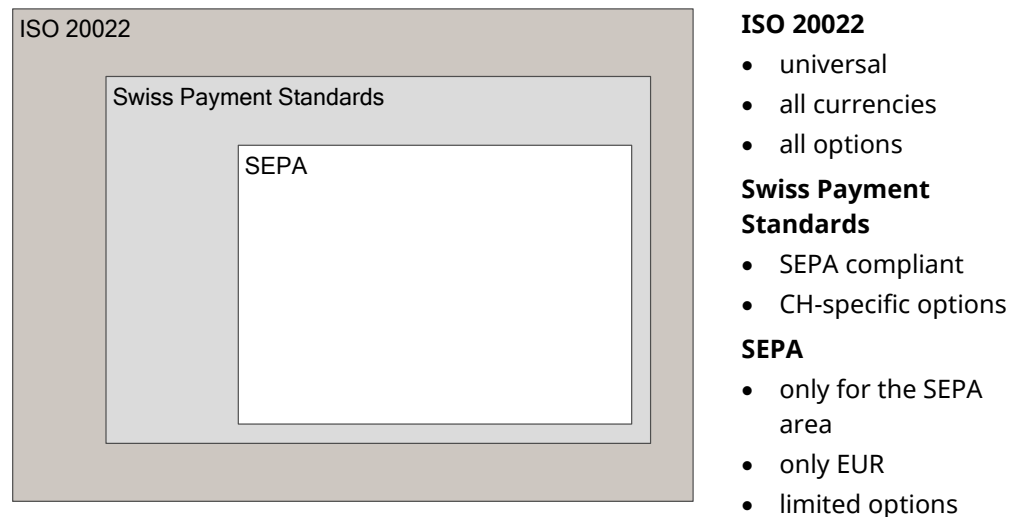 ISO 20022
Swiss Payment Standards
SEPA
ISO 20022
• universal
• all currencies
• all options
Swiss Payment
Standards
• SEPA compliant
• CH-specific options
SEPA
• only for the SEPA
area
• only EUR
• limited options